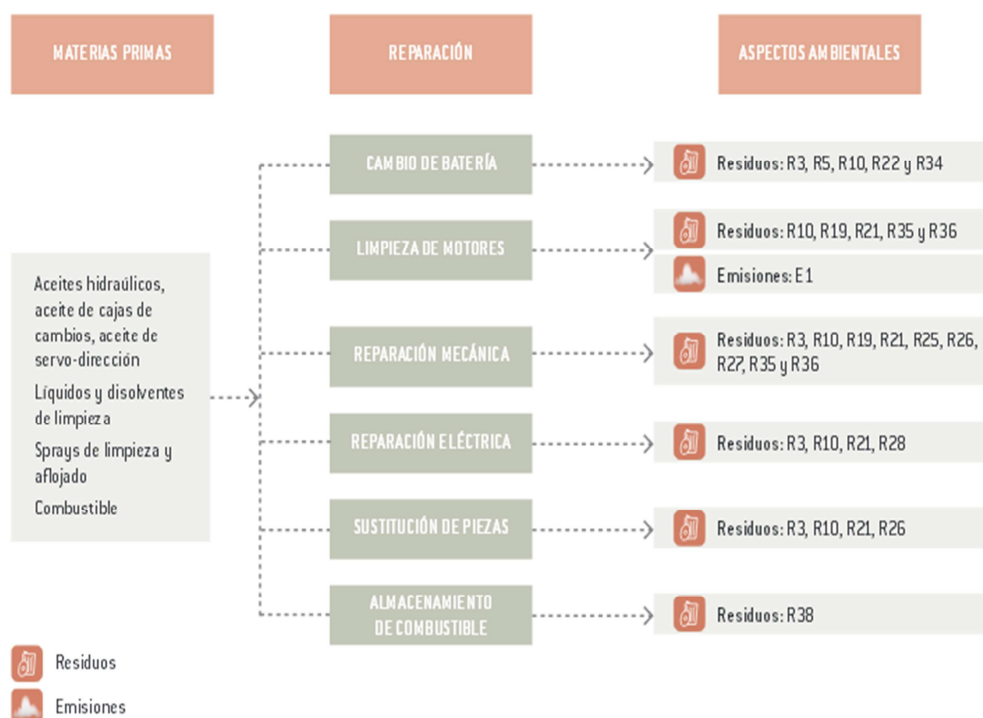 MATERIAS PRIMAS
REPARACIÓN
ASPECTOS AMBIENTALES
Aceites hidraúlicos,
aceite de cajas de
cambios, aceite de
servo-dirección
Líquidos y disolventes
de limpieza
Sprays de limpieza y
aflojado
Combustible
CAMBIO DE BATERÍA
Residuos: R3, R5, R10, R22 y R34
LIMPIEZA DE MOTORES
Residuos: R10, R19, R21, R35 y R36
Emisiones: E1
REPARACIÓN MECÁNICA
Residuos: R3, R10, R19, R21, R25, R26,
R27, R35 y R36
REPARACIÓN ELÉCTRICA
Residuos: R3, R10, R21, R28
SUSTITUCIÓN DE PIEZAS
Residuos: R3, R10, R21, R26
ALMACENAMIENTO
DE COMBUSTIBLE
Residuos: R38
Residuos
Emisiones